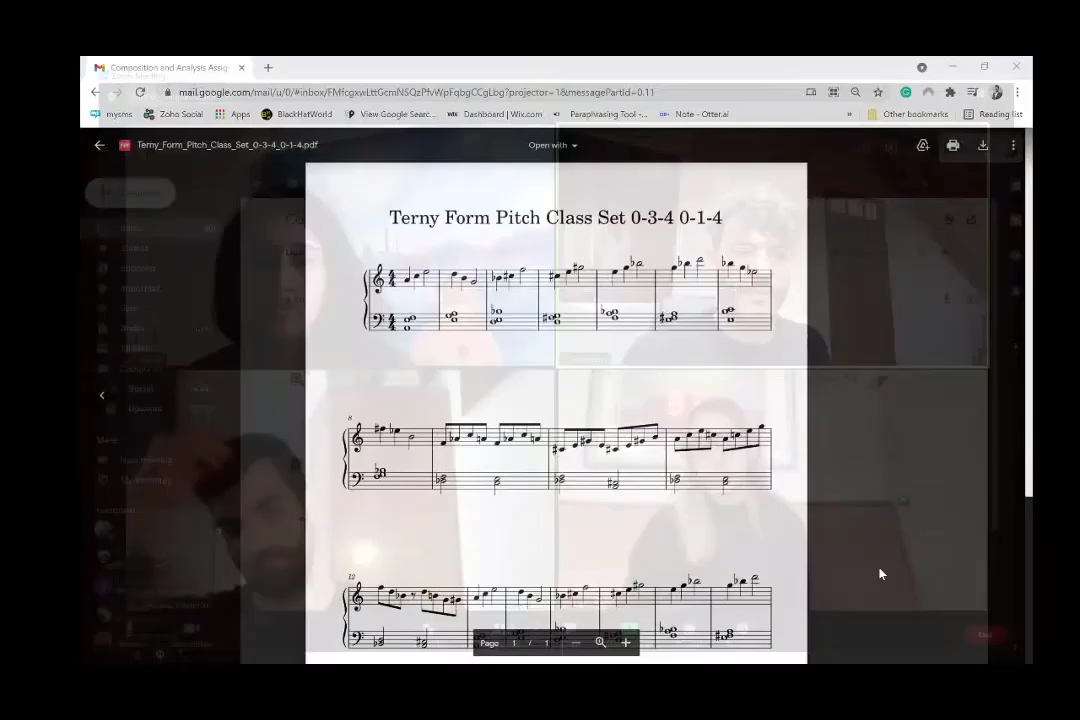 Composition and Analysis Assig
mail.google.com/mail/u/0/#inbox/FMfcgxwLttGcmNSQzPfvWpFqbgCCgLbg?projector=1&messagePartId=0.11
mysms Zoho Social Apps BlackHatWorld View Google Searc... Dashboard | Wix.com Paraphrasing Tool -... Note - Otter.ai » Other bookmarks Reading list
Terny_Form_Pitch_Class_Set_0-3-4_0-1-4.pdf Open with
Terny Form Pitch Class Set 0-3-4 0-1-4
8
12
Page 1 / 1